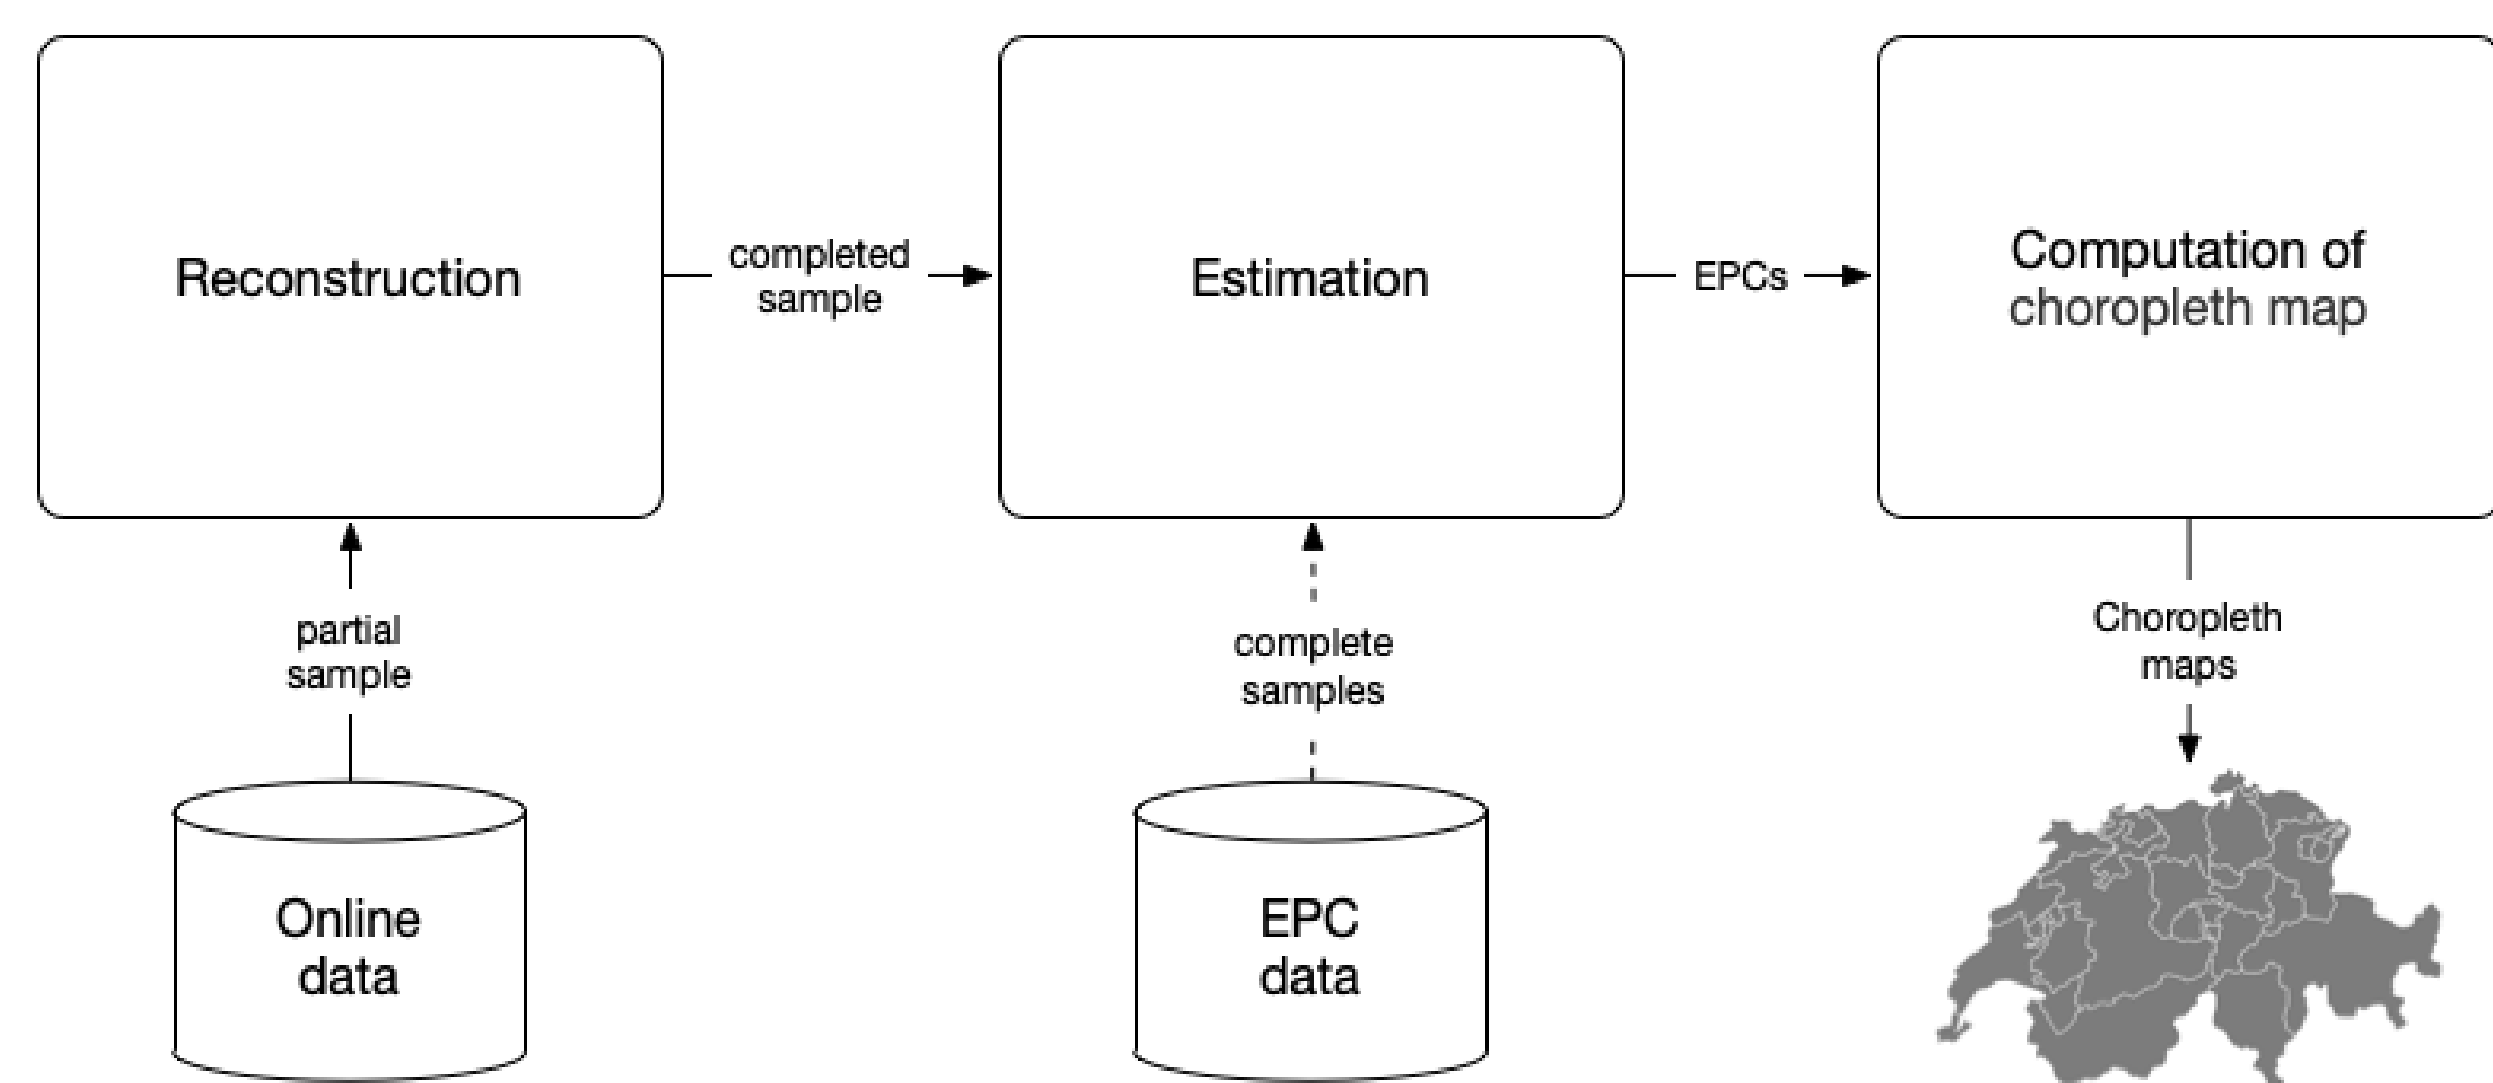 Reconstruction
completed
sample
Estimation
EPCs
Computation of
choropleth map
partial
sample
complete
samples
Choropleth
maps
Online
data
EPC
data